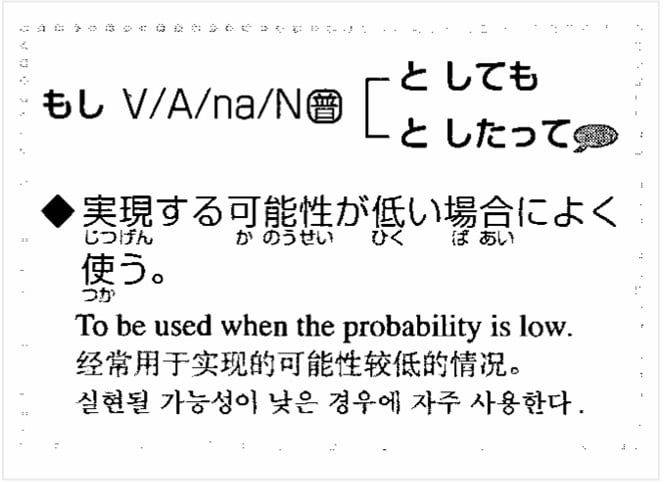 もし V/A/na/N普 としても
としたって
◆実現する可能性が低い場合によく
じつげん か のうせい ひく ば あい
使う。
つか
To be used when the probability is low.
经常用于实现的可能性较低的情况。
실현될 가능성이 낮은 경우에 자주 사용한다.